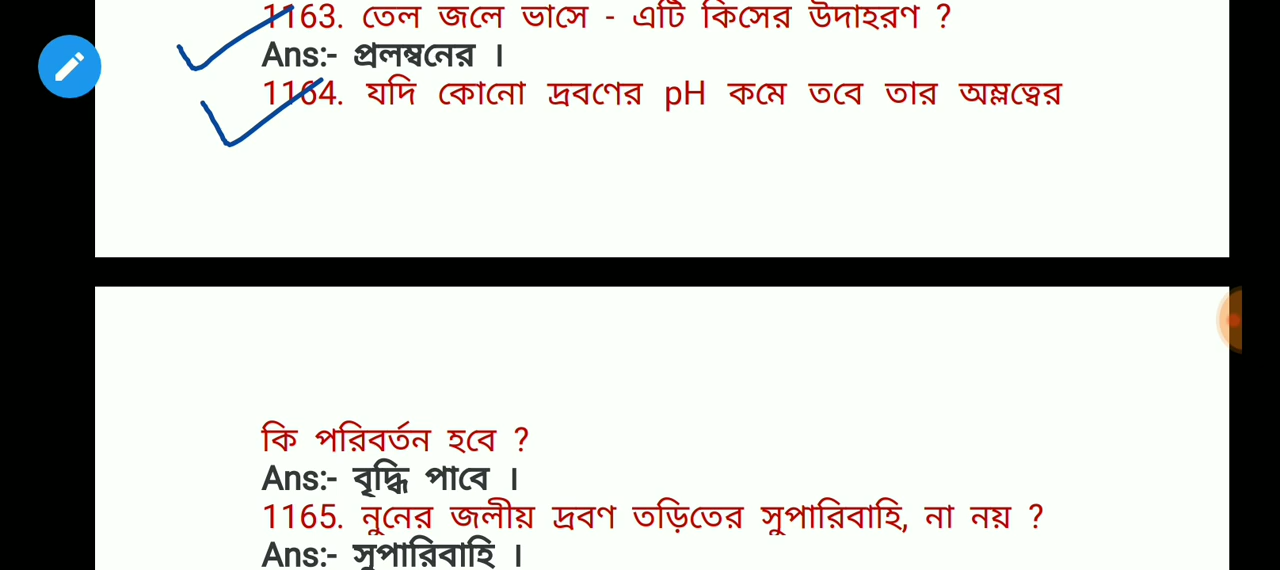 1163. তেল জলে ভাসে - এটি কিসের উদাহরণ ?
Ans:- প্রলম্বনের ।
1164. যদি কোনো দ্রবণের pH কমে তবে তার অম্লত্বের
কি পরিবর্তন হবে ?
Ans:- বৃদ্ধি পাবে ।
1165. নুনের জলীয় দ্রবণ তড়িতের সুপারিবাহি, না নয় ?
Ans:- সুপারিবাহি ।